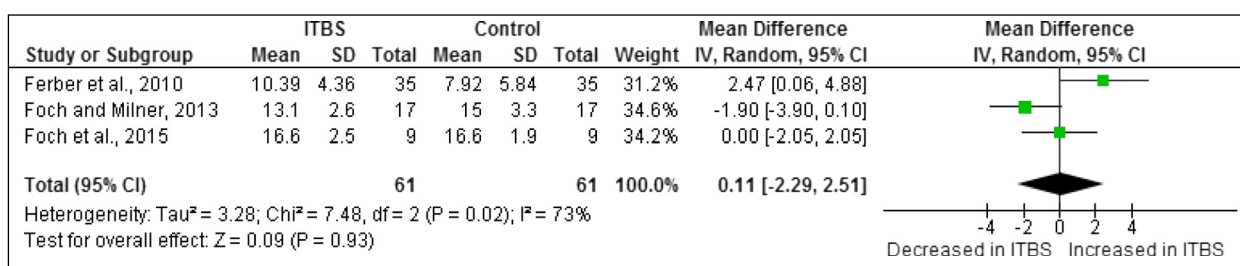 ITBS Control Mean Difference Mean Difference
Study or Subgroup Mean SD Total Mean SD Total Weight IV, Random, 95% CI IV, Random, 95% CI
Ferber et al., 2010 10.39 4.36 35 7.92 5.84 35 31.2% 2.47 [0.06, 4.88]
Foch and Milner, 2013 13.1 2.6 17 15 3.3 17 34.6% -1.90 [-3.90, 0.10]
Foch et al., 2015 16.6 2.5 9 16.6 1.9 9 34.2% 0.00 [-2.05, 2.05]
Total (95% CI) 61 61 100.0% 0.11 [-2.29, 2.51]
Heterogeneity: Tau² = 3.28; Chi² = 7.48, df = 2 (P = 0.02); I² = 73%
Test for overall effect: Z = 0.09 (P = 0.93)
-4 -2 0 2 4
Decreased in ITBS Increased in ITBS